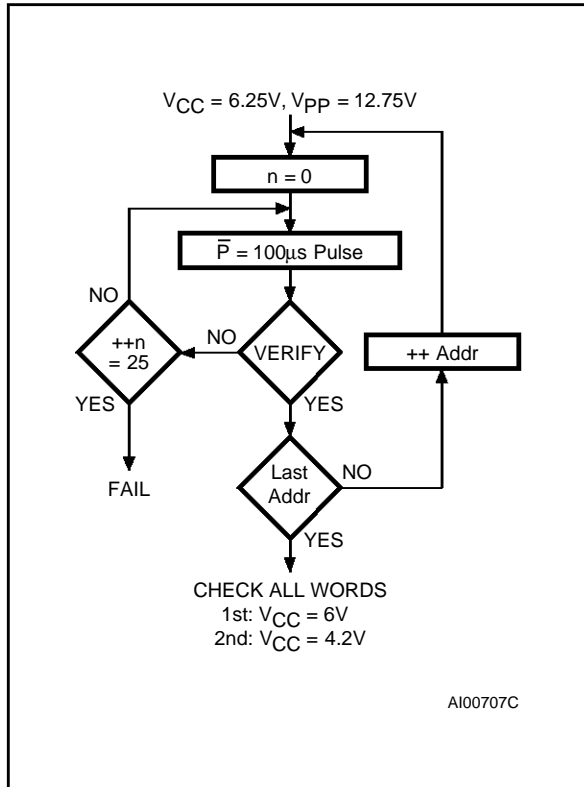 VCC = 6.25V, VPP = 12.75V
n = 0
P̅ = 100µs Pulse
NO
++n
= 25
NO
VERIFY
++ Addr
YES
YES
FAIL
Last
Addr
NO
YES
CHECK ALL WORDS
1st: VCC = 6V
2nd: VCC = 4.2V
AI00707C